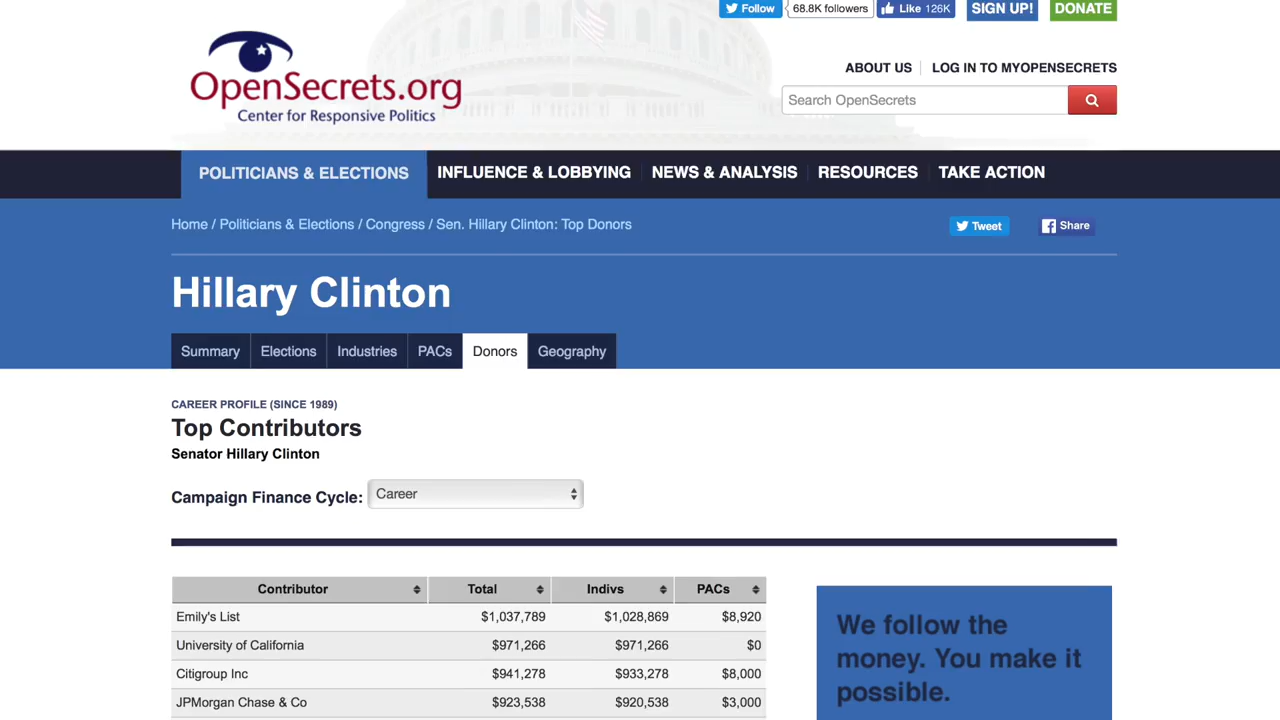 Follow
68.8K followers
Like 126K
SIGN UP!
DONATE
OpenSecrets.org
Center for Responsive Politics
ABOUT US
LOG IN TO MYOPENSECRETS
Search OpenSecrets
POLITICIANS & ELECTIONS INFLUENCE & LOBBYING NEWS & ANALYSIS RESOURCES TAKE ACTION
Home / Politicians & Elections / Congress / Sen. Hillary Clinton: Top Donors
Tweet
Share
Hillary Clinton
Summary Elections Industries PACs Donors Geography
CAREER PROFILE (SINCE 1989)
Top Contributors
Senator Hillary Clinton
Campaign Finance Cycle: Career
Contributor Total Indivs PACs
Emily's List $1,037,789 $1,028,869 $8,920
University of California $971,266 $971,266 $0
Citigroup Inc $941,278 $933,278 $8,000
JPMorgan Chase & Co $923,538 $920,538 $3,000
We follow the
money. You make it
possible.